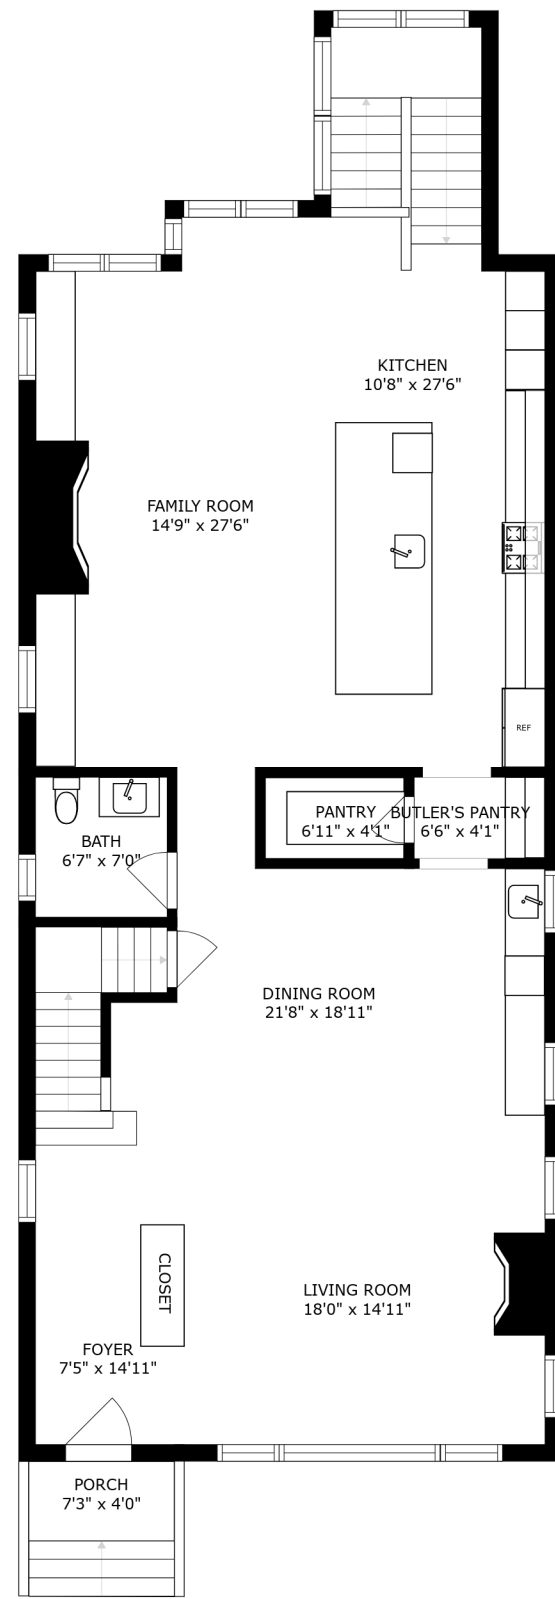 KITCHEN
10'8" x 27'6"
FAMILY ROOM
14'9" x 27'6"
REF
PANTRY
6'11" x 4'1"
BUTLER'S PANTRY
6'6" x 4'1"
BATH
6'7" x 7'0"
DINING ROOM
21'8" x 18'11"
CLOSET
LIVING ROOM
18'0" x 14'11"
FOYER
7'5" x 14'11"
PORCH
7'3" x 4'0"